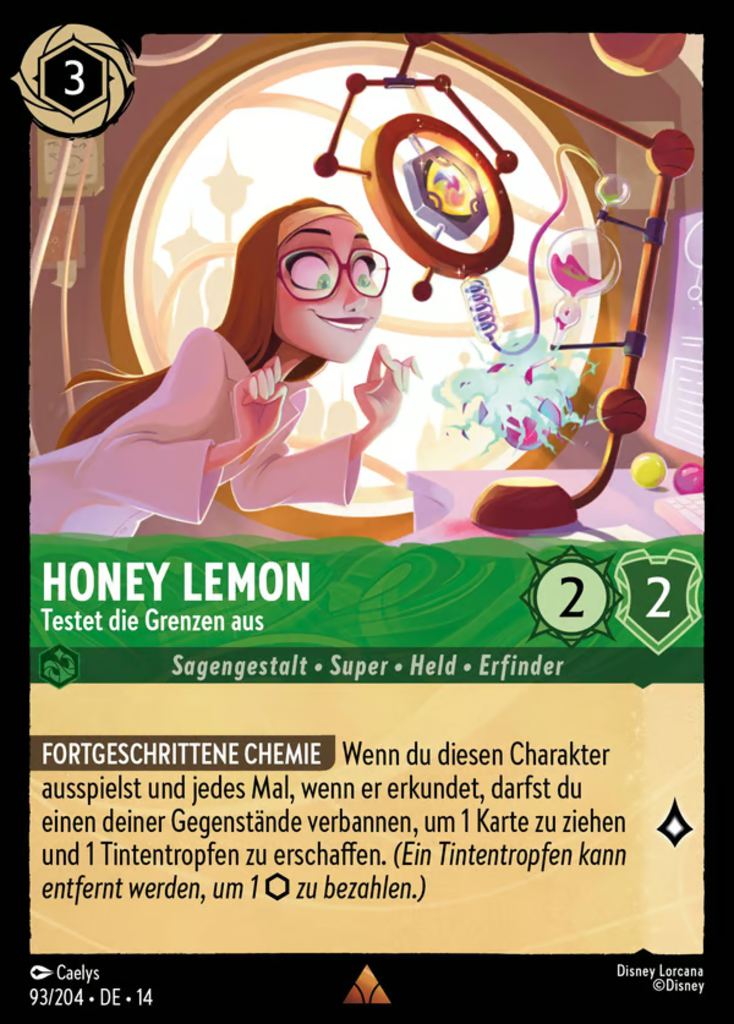 3
HONEY LEMON
Testet die Grenzen aus
2
2
Sagengestalt • Super • Held • Erfinder
FORTGESCHRITTENE CHEMIE Wenn du diesen Charakter
ausspielst und jedes Mal, wenn er erkundet, darfst du
einen deiner Gegenstände verbannen, um 1 Karte zu ziehen
und 1 Tintentropfen zu erschaffen. (Ein Tintentropfen kann
entfernt werden, um 1 ⬡ zu bezahlen.)
Caelys
93/204 • DE • 14
Disney Lorcana
©Disney